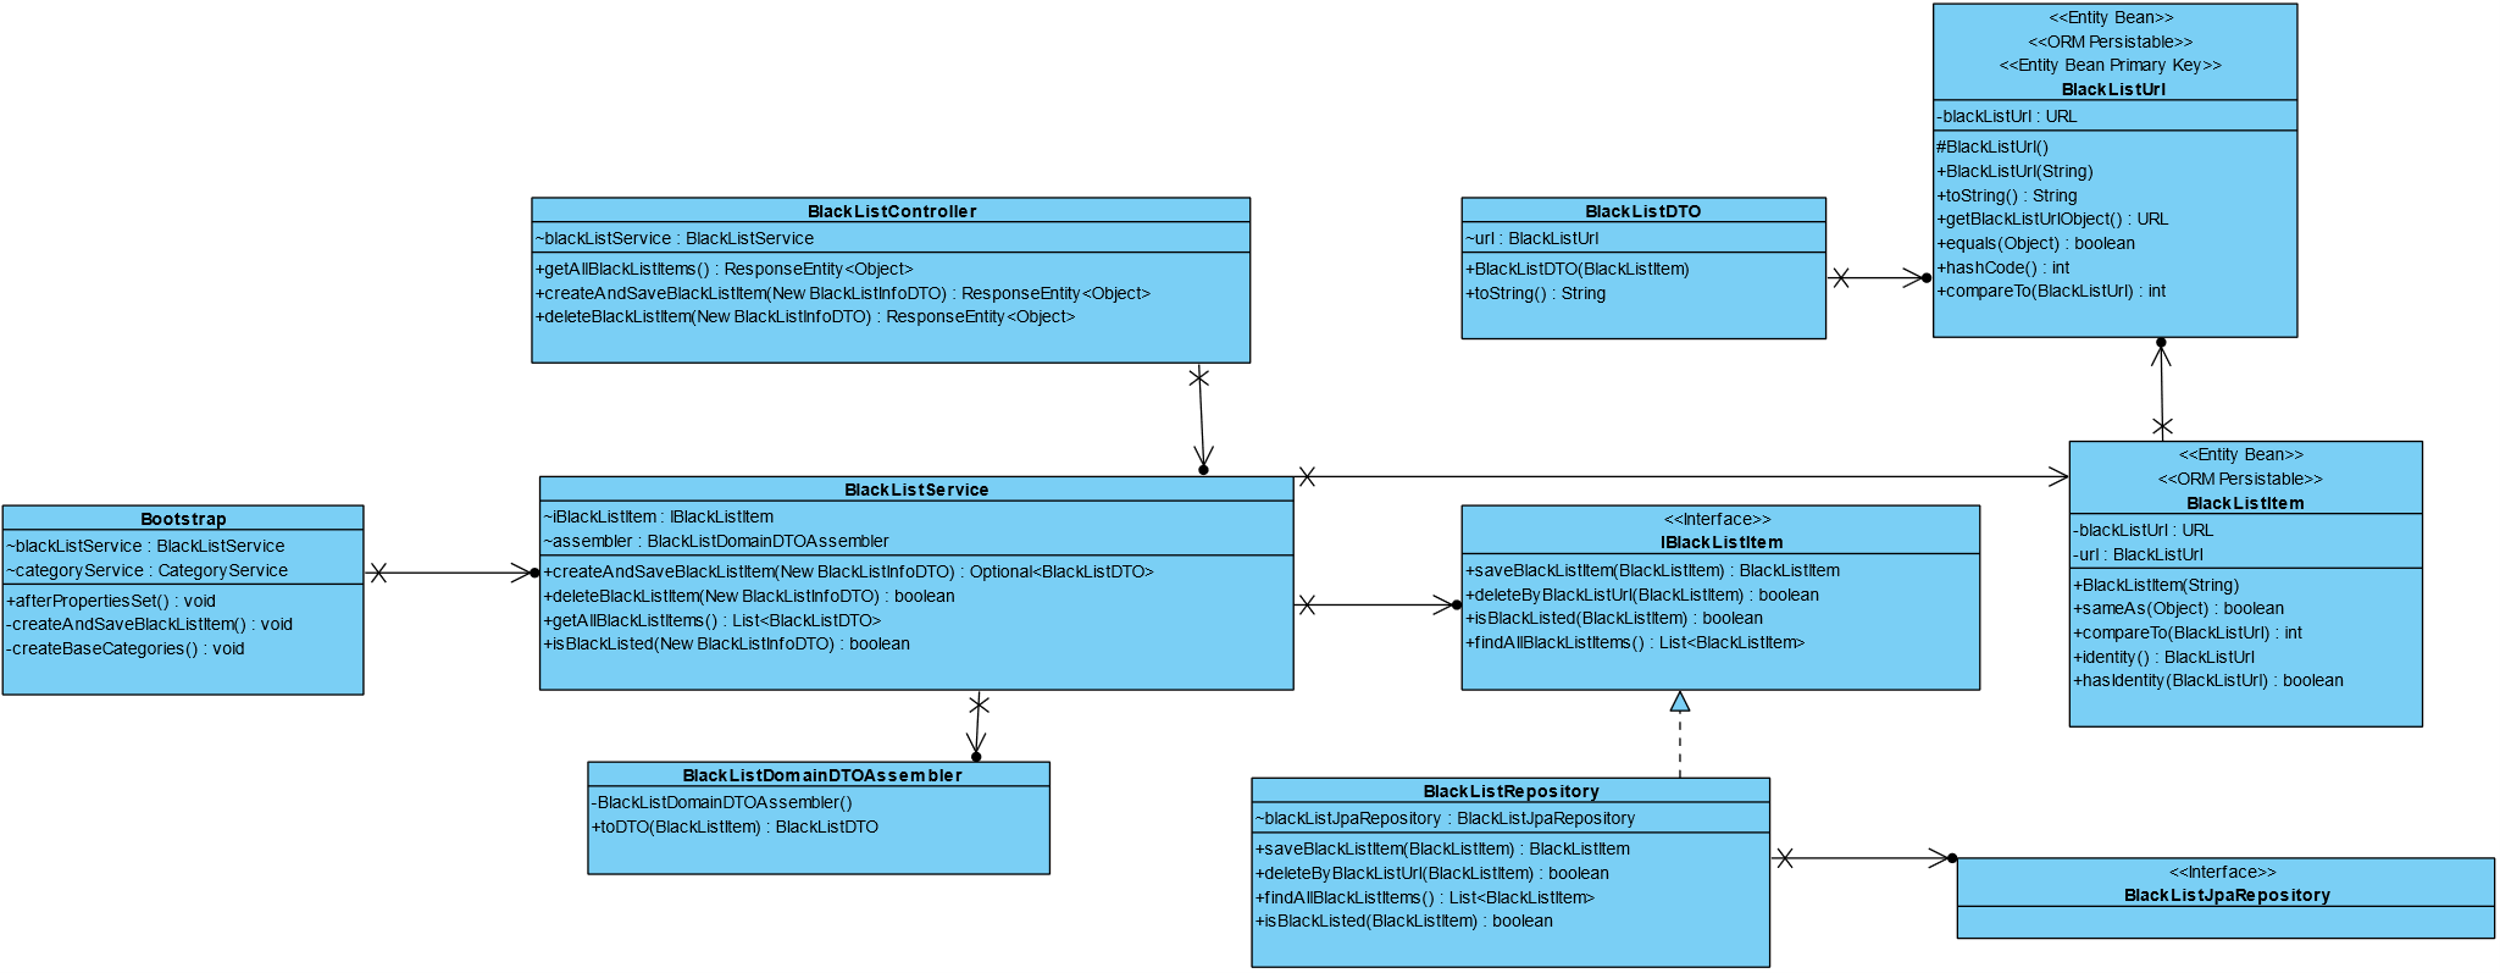 <<Entity Bean>>
<<ORM Persistable>>
<<Entity Bean Primary Key>>
BlackListUrl
-blackListUrl : URL
#BlackListUrl()
+BlackListUrl(String)
+toString() : String
+getBlackListUrlObject() : URL
+equals(Object) : boolean
+hashCode() : int
+compareTo(BlackListUrl) : int
BlackListController
~blackListService : BlackListService
+getAllBlackListItems() : ResponseEntity<Object>
+createAndSaveBlackListItem(New BlackListInfoDTO) : ResponseEntity<Object>
+deleteBlackListItem(New BlackListInfoDTO) : ResponseEntity<Object>
BlackListDTO
~url : BlackListUrl
+BlackListDTO(BlackListItem)
+toString() : String
Bootstrap
~blackListService : BlackListService
~categoryService : CategoryService
+afterPropertiesSet() : void
-createAndSaveBlackListItem() : void
-createBaseCategories() : void
BlackListService
~iBlackListItem : IBlackListItem
~assembler : BlackListDomainDTOAssembler
+createAndSaveBlackListItem(New BlackListInfoDTO) : Optional<BlackListDTO>
+deleteBlackListItem(New BlackListInfoDTO) : boolean
+getAllBlackListItems() : List<BlackListDTO>
+isBlackListed(New BlackListInfoDTO) : boolean
<<Interface>>
IBlackListItem
+saveBlackListItem(BlackListItem) : BlackListItem
+deleteByBlackListUrl(BlackListItem) : boolean
+isBlackListed(BlackListItem) : boolean
+findAllBlackListItems() : List<BlackListItem>
<<Entity Bean>>
<<ORM Persistable>>
BlackListItem
-blackListUrl : URL
-url : BlackListUrl
+BlackListItem(String)
+sameAs(Object) : boolean
+compareTo(BlackListUrl) : int
+identity() : BlackListUrl
+hasIdentity(BlackListUrl) : boolean
BlackListDomainDTOAssembler
-BlackListDomainDTOAssembler()
+toDTO(BlackListItem) : BlackListDTO
BlackListRepository
~blackListJpaRepository : BlackListJpaRepository
+saveBlackListItem(BlackListItem) : BlackListItem
+deleteByBlackListUrl(BlackListItem) : boolean
+findAllBlackListItems() : List<BlackListItem>
+isBlackListed(BlackListItem) : boolean
<<Interface>>
BlackListJpaRepository